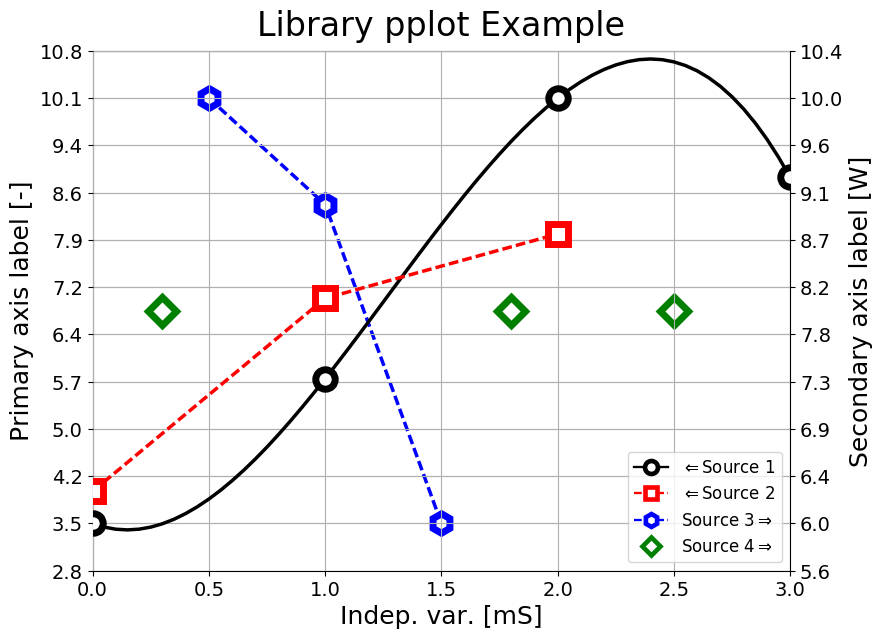 Library pplot Example
10.8
10.1
9.4
8.6
7.9
7.2
6.4
5.7
5.0
4.2
3.5
2.8
Primary axis label [-]
10.4
10.0
9.6
9.1
8.7
8.2
7.8
7.3
6.9
6.4
6.0
5.6
Secondary axis label [W]
⇐Source 1
⇐Source 2
Source 3⇒
Source 4⇒
0.0 0.5 1.0 1.5 2.0 2.5 3.0
Indep. var. [mS]